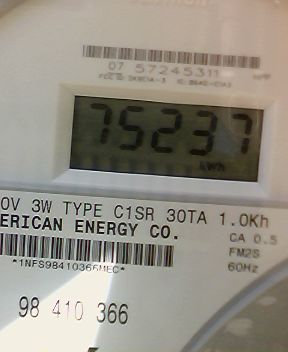 07 57245311
75237
kWh
0V 3W TYPE C1SR 30TA 1.0Kh
ERICAN ENERGY CO.
CA 0.5
FM2S
60Hz
*1NFS98410366MEC*
98 410 366